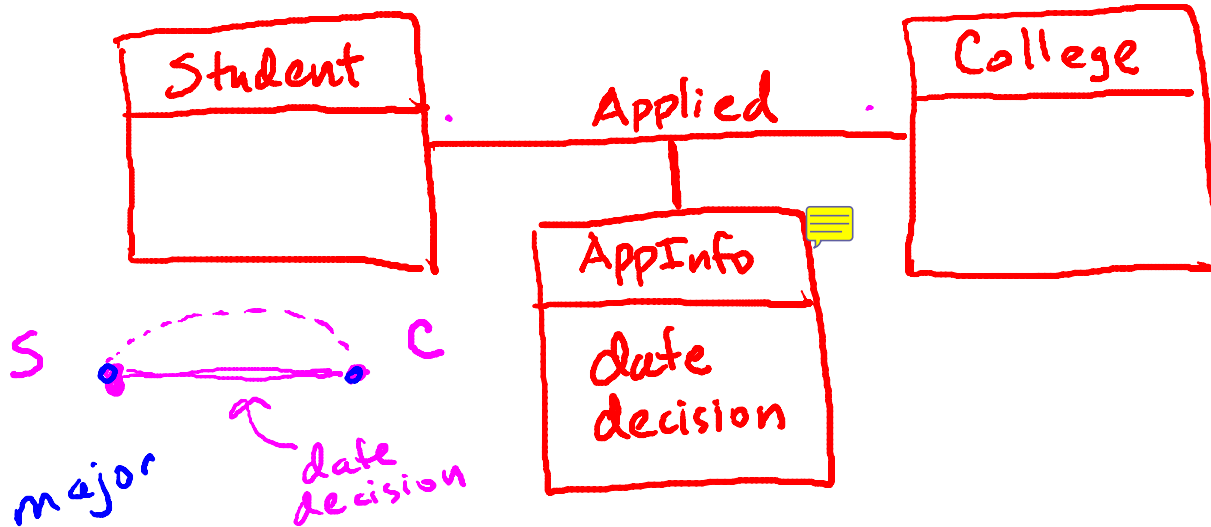 Student
Applied
College
AppInfo
date
decision
S
C
date
decision
major